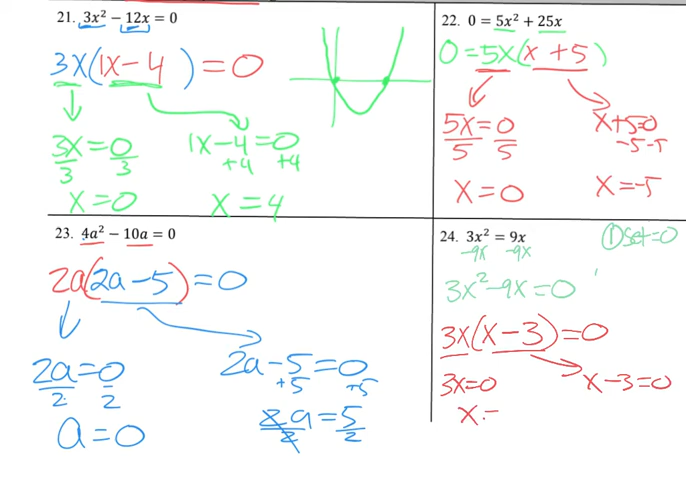 21. 3x² − 12x = 0
3x(1x − 4) = 0
3x = 0
3 3
x = 0
1x − 4 = 0
+4 +4
x = 4
22. 0 = 5x² + 25x
0 = 5x(x + 5)
5x = 0
5 5
x = 0
x + 5 = 0
−5 −5
x = −5
23. 4a² − 10a = 0
2a(2a − 5) = 0
2a = 0
2 2
a = 0
2a − 5 = 0
+5 +5
2a = 5
2 2
24. 3x² = 9x
−9x −9x
① Set = 0
3x² − 9x = 0
3x(x − 3) = 0
3x = 0
x =
x − 3 = 0